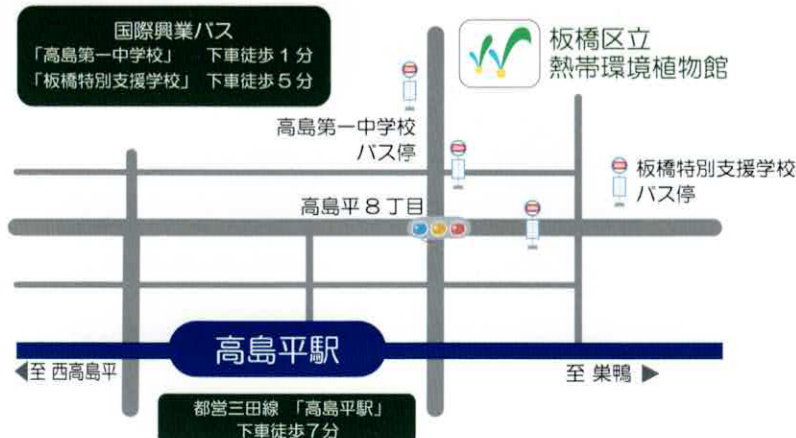 国際興業バス
「高島第一中学校」 下車徒歩1分
「板橋特別支援学校」 下車徒歩5分
板橋区立
熱帯環境植物館
高島第一中学校
バス停
板橋特別支援学校
バス停
高島平8丁目
高島平駅
◀至 西高島平
至 巣鴨 ▶
都営三田線 「高島平駅」
下車徒歩7分